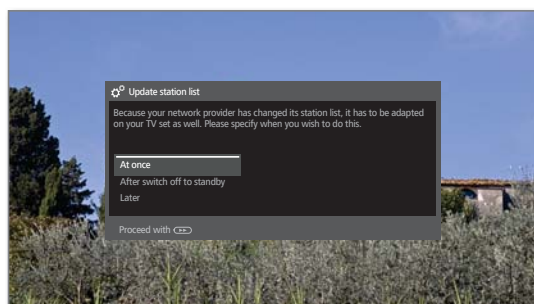 Update station list
Because your network provider has changed its station list, it has to be adapted
on your TV set as well. Please specify when you wish to do this.
At once
After switch off to standby
Later
Proceed with